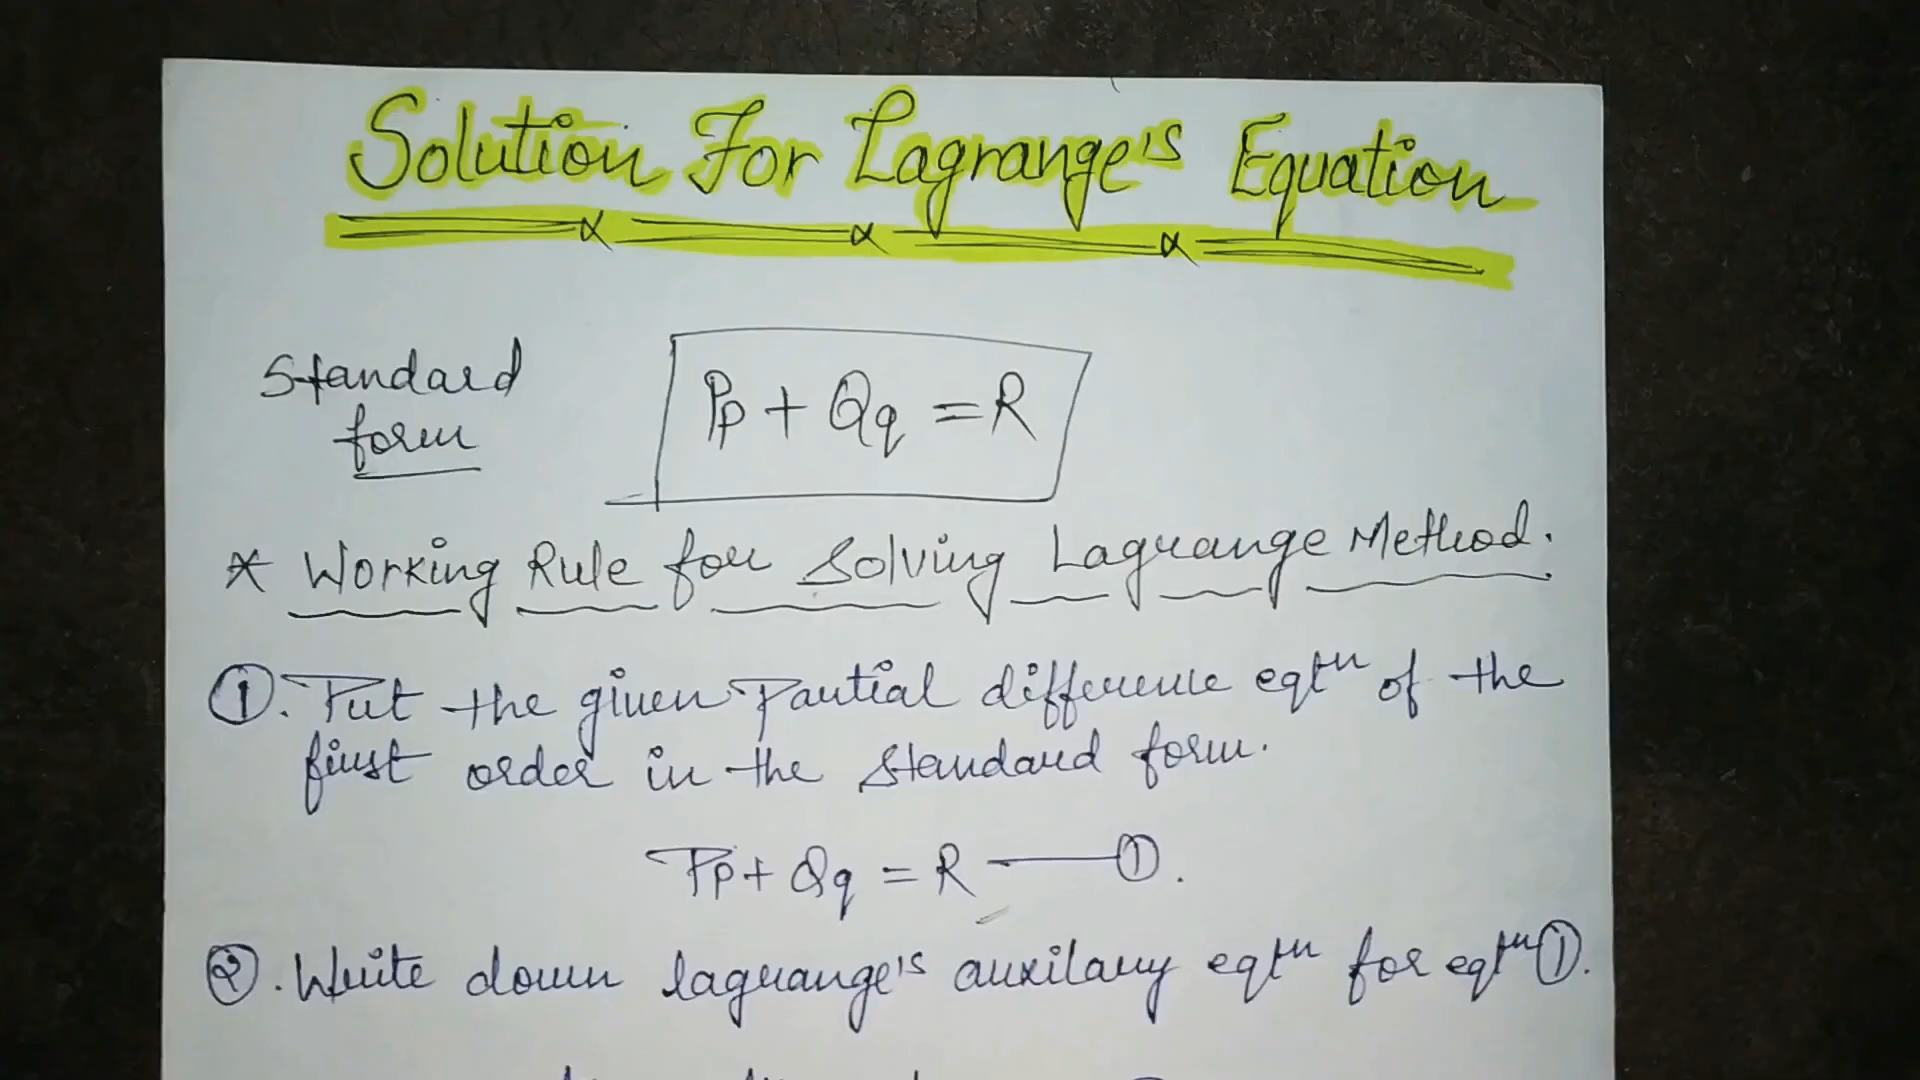 Solution For Lagrange's Equation
Standard
form
Pp + Qq = R
* Working Rule for Solving Lagrange Method.
①. Put the given Partial difference eqtn of the
first order in the standard form.
Pp + Qq = R — ①.
②. Write down lagrange's auxilary eqtn for eqtn ①.